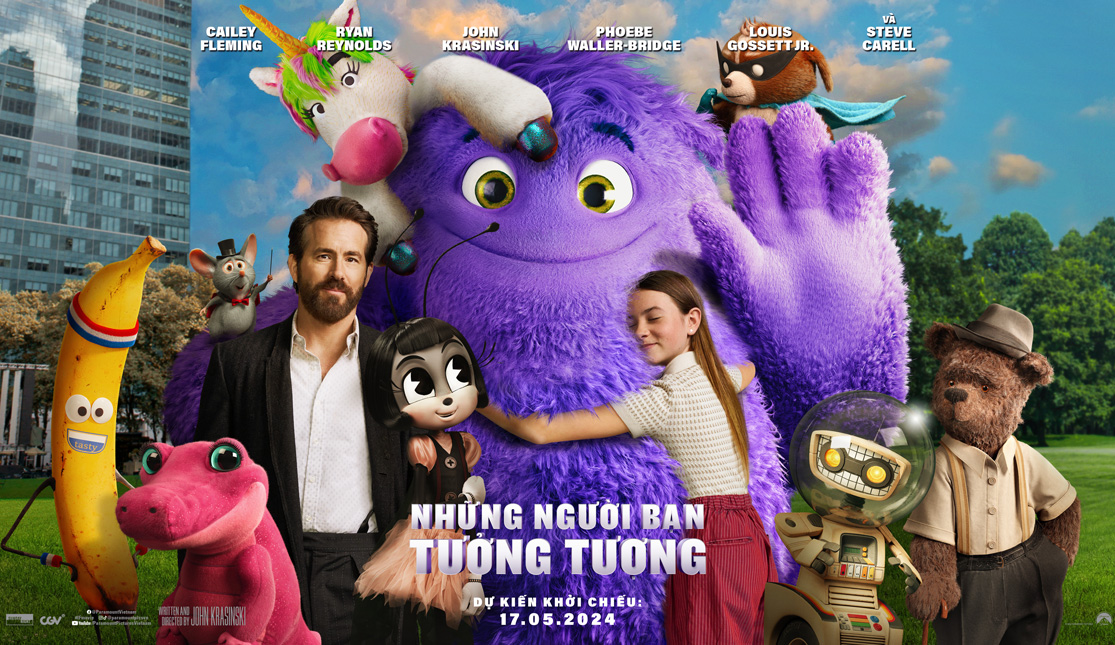 CAILEY
FLEMING
RYAN
REYNOLDS
JOHN
KRASINSKI
PHOEBE
WALLER-BRIDGE
LOUIS
GOSSETT JR.
VÀ
STEVE
CARELL
tasty
NHỮNG NGƯỜI BẠN
TƯỞNG TƯỢNG
DỰ KIẾN KHỞI CHIẾU:
17.05.2024
WRITTEN AND
DIRECTED BY JOHN KRASINSKI
CGV
@ParamountVietnam